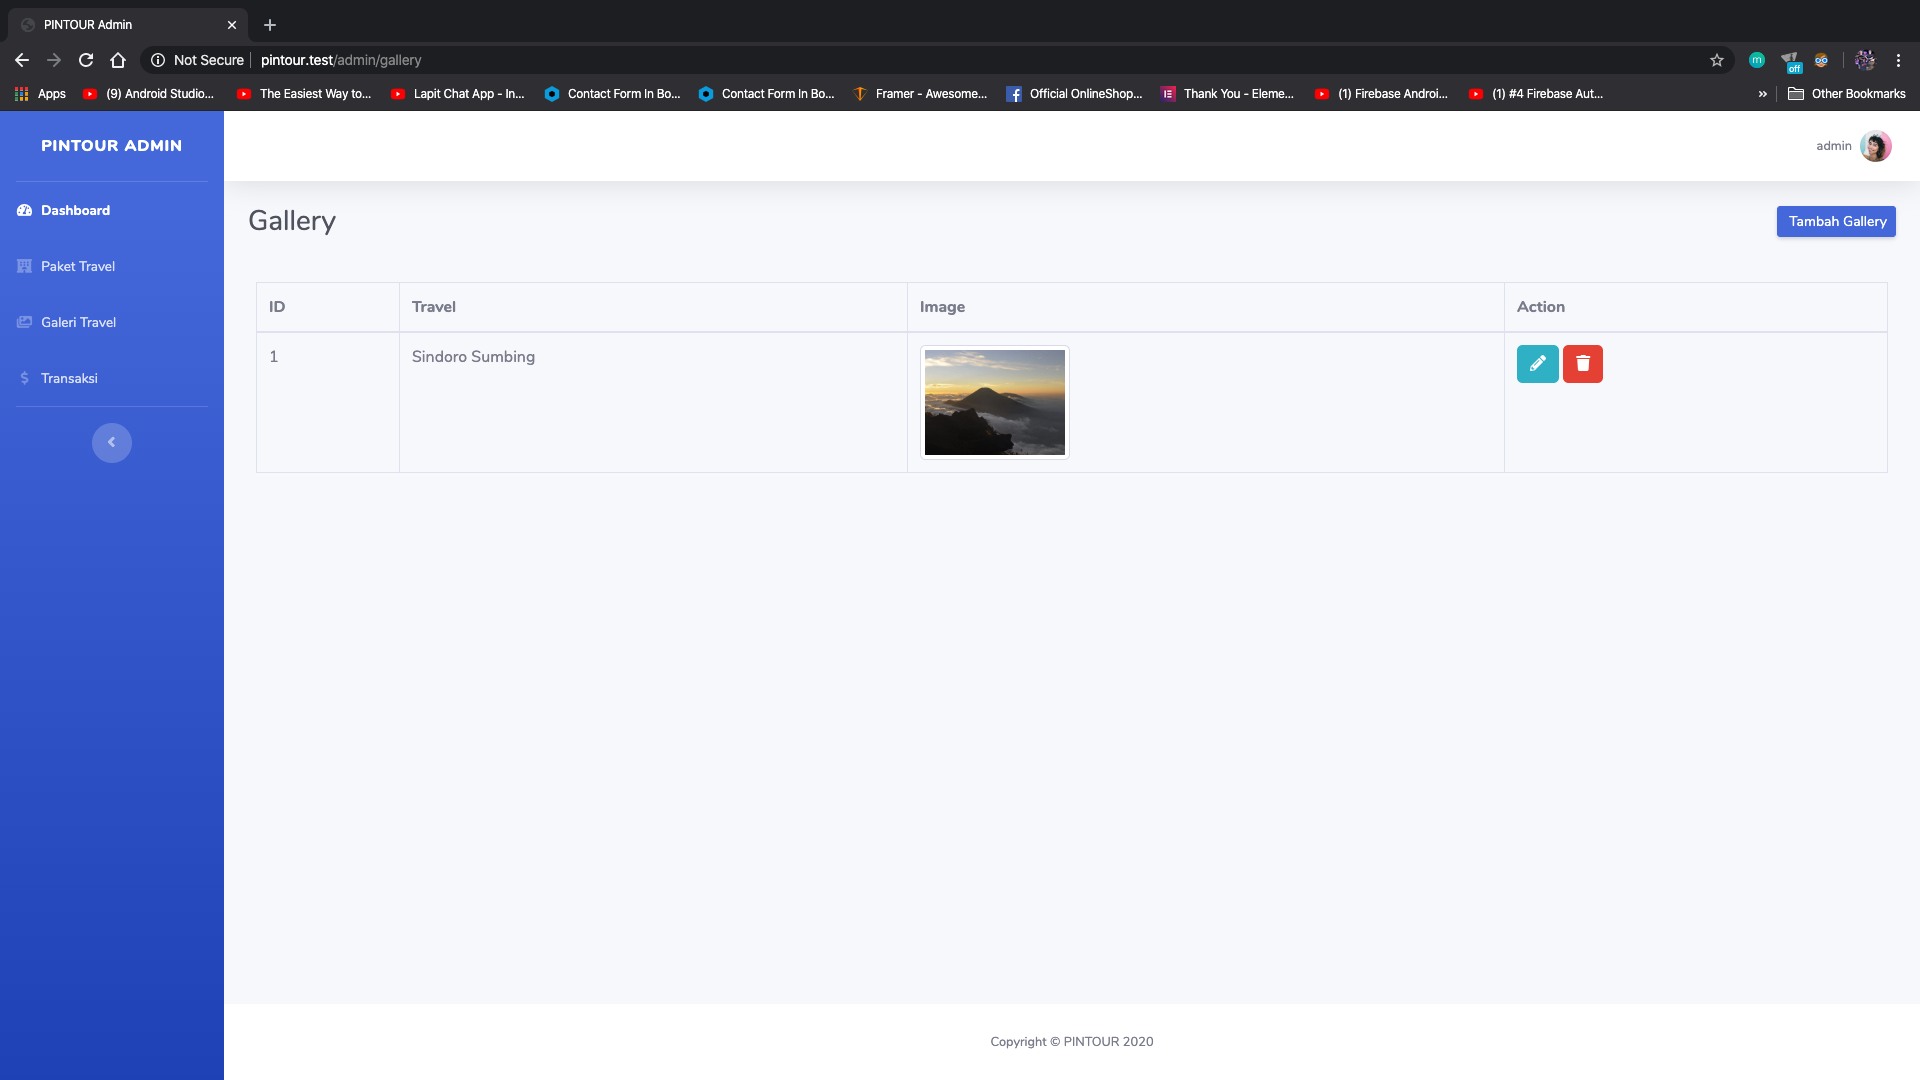 PINTOUR Admin
Not Secure
pintour.test/admin/gallery
off
Apps
(9) Android Studio...
The Easiest Way to...
Lapit Chat App - In...
Contact Form In Bo...
Contact Form In Bo...
Framer - Awesome...
Official OnlineShop...
Thank You - Eleme...
(1) Firebase Androi...
(1) #4 Firebase Aut...
»
Other Bookmarks
PINTOUR ADMIN
admin
Dashboard
Paket Travel
Galeri Travel
$ Transaksi
Gallery
Tambah Gallery
ID Travel Image Action
1 Sindoro Sumbing
Copyright © PINTOUR 2020